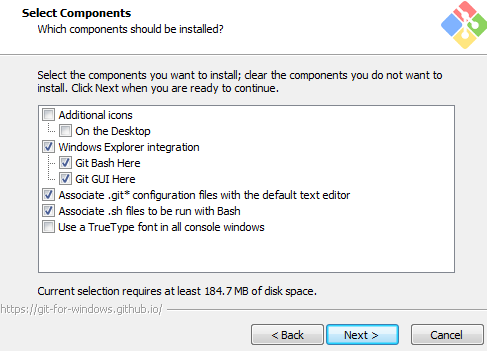 Select Components
Which components should be installed?
Select the components you want to install; clear the components you do not want to
install. Click Next when you are ready to continue.
Additional icons
On the Desktop
Windows Explorer integration
Git Bash Here
Git GUI Here
Associate .git* configuration files with the default text editor
Associate .sh files to be run with Bash
Use a TrueType font in all console windows
Current selection requires at least 184.7 MB of disk space.
https://git-for-windows.github.io/
< Back
Next >
Cancel